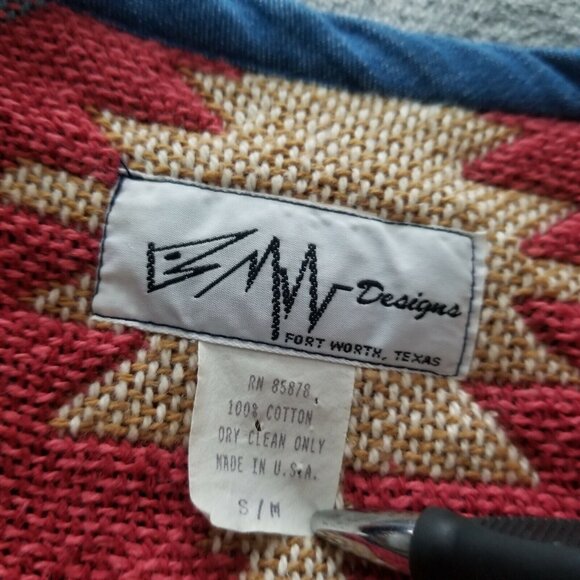 Designs
FORT WORTH, TEXAS
RN 85878
100% COTTON
DRY CLEAN ONLY
MADE IN U.S.A.
S/M